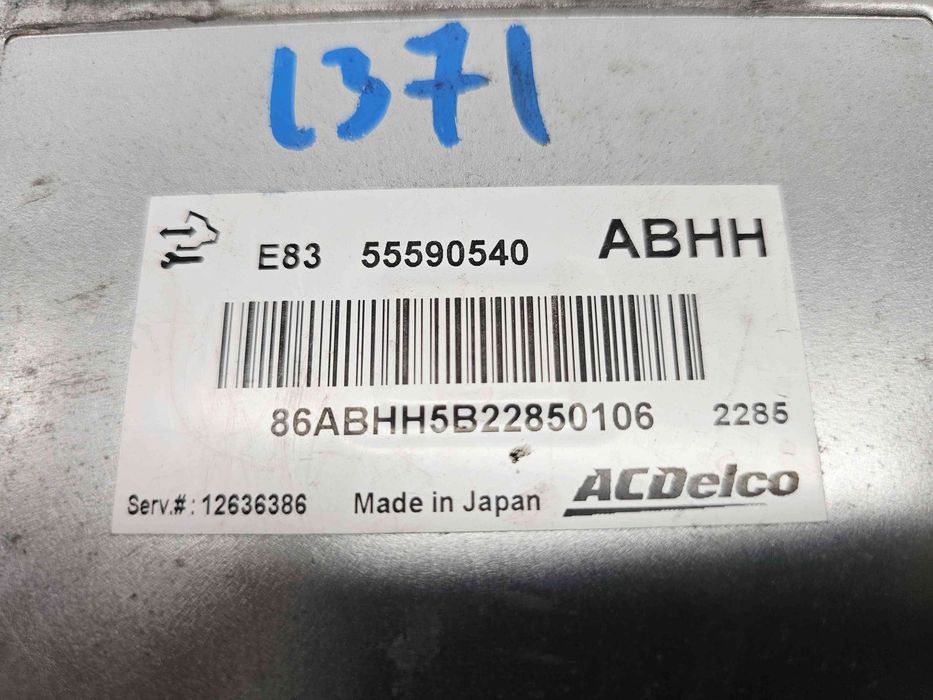 1371
E83 55590540 ABHH
86ABHH5B22850106 2285
Serv.#: 12636386 Made in Japan ACDelco